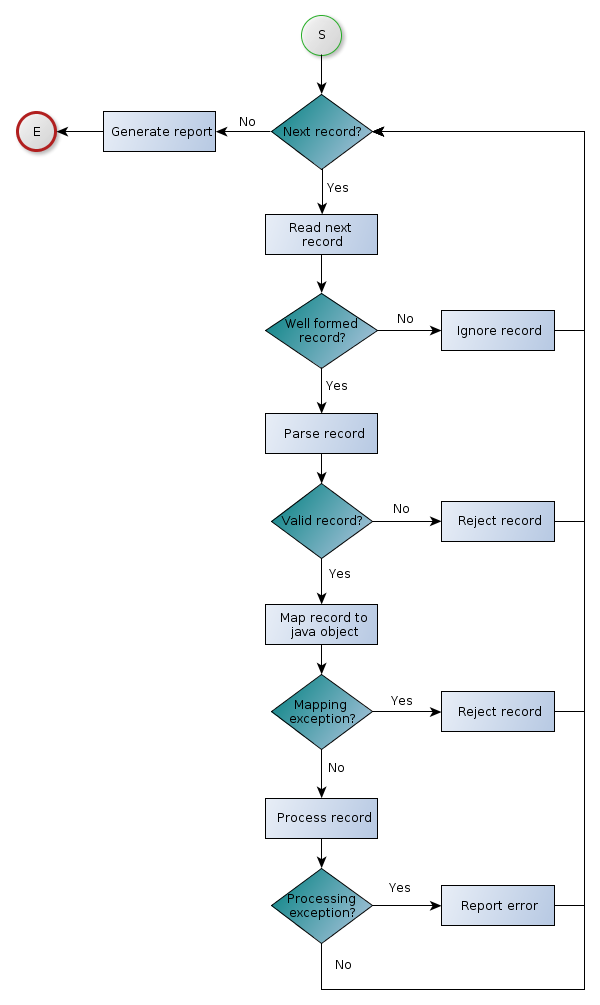 S
E
Generate report
No
Next record?
Yes
Read next
record
Well formed
record?
No
Ignore record
Yes
Parse record
Valid record?
No
Reject record
Yes
Map record to
java object
Mapping
exception?
Yes
Reject record
No
Process record
Processing
exception?
Yes
Report error
No